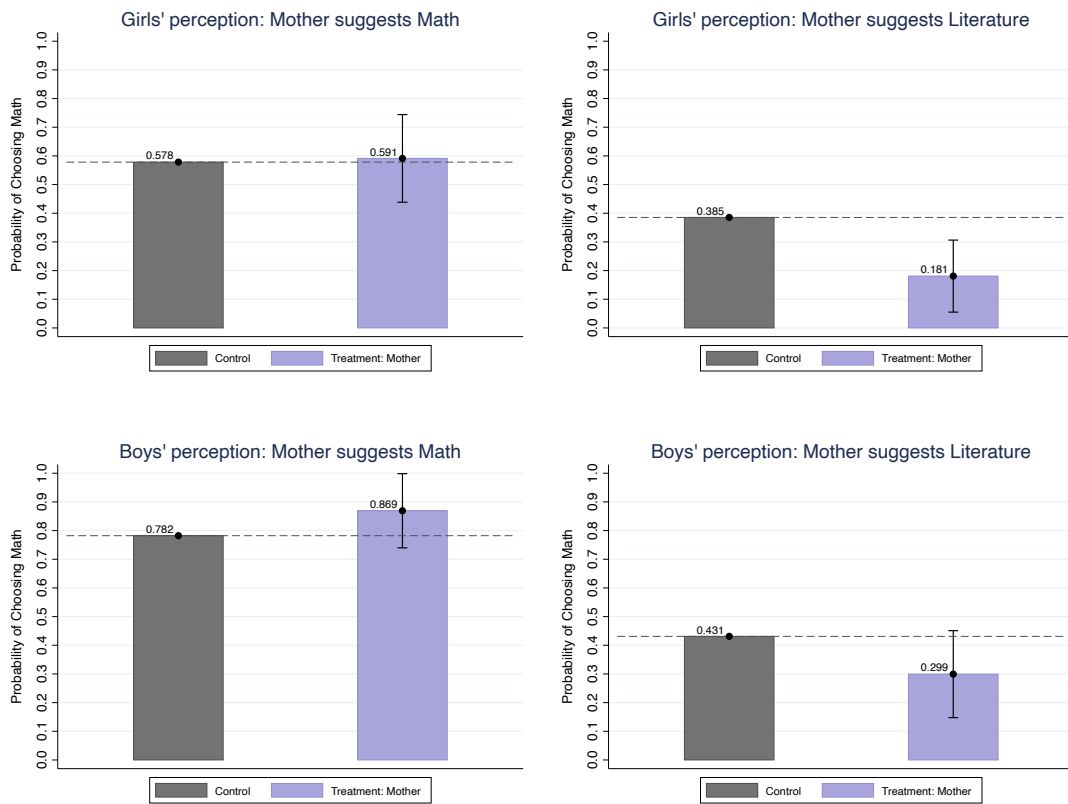 Girls' perception: Mother suggests Math
Probability of Choosing Math
0.0 0.1 0.2 0.3 0.4 0.5 0.6 0.7 0.8 0.9 1.0
0.578
0.591
Control Treatment: Mother
Girls' perception: Mother suggests Literature
Probability of Choosing Math
0.0 0.1 0.2 0.3 0.4 0.5 0.6 0.7 0.8 0.9 1.0
0.385
0.181
Control Treatment: Mother
Boys' perception: Mother suggests Math
Probability of Choosing Math
0.0 0.1 0.2 0.3 0.4 0.5 0.6 0.7 0.8 0.9 1.0
0.782
0.869
Control Treatment: Mother
Boys' perception: Mother suggests Literature
Probability of Choosing Math
0.0 0.1 0.2 0.3 0.4 0.5 0.6 0.7 0.8 0.9 1.0
0.431
0.299
Control Treatment: Mother